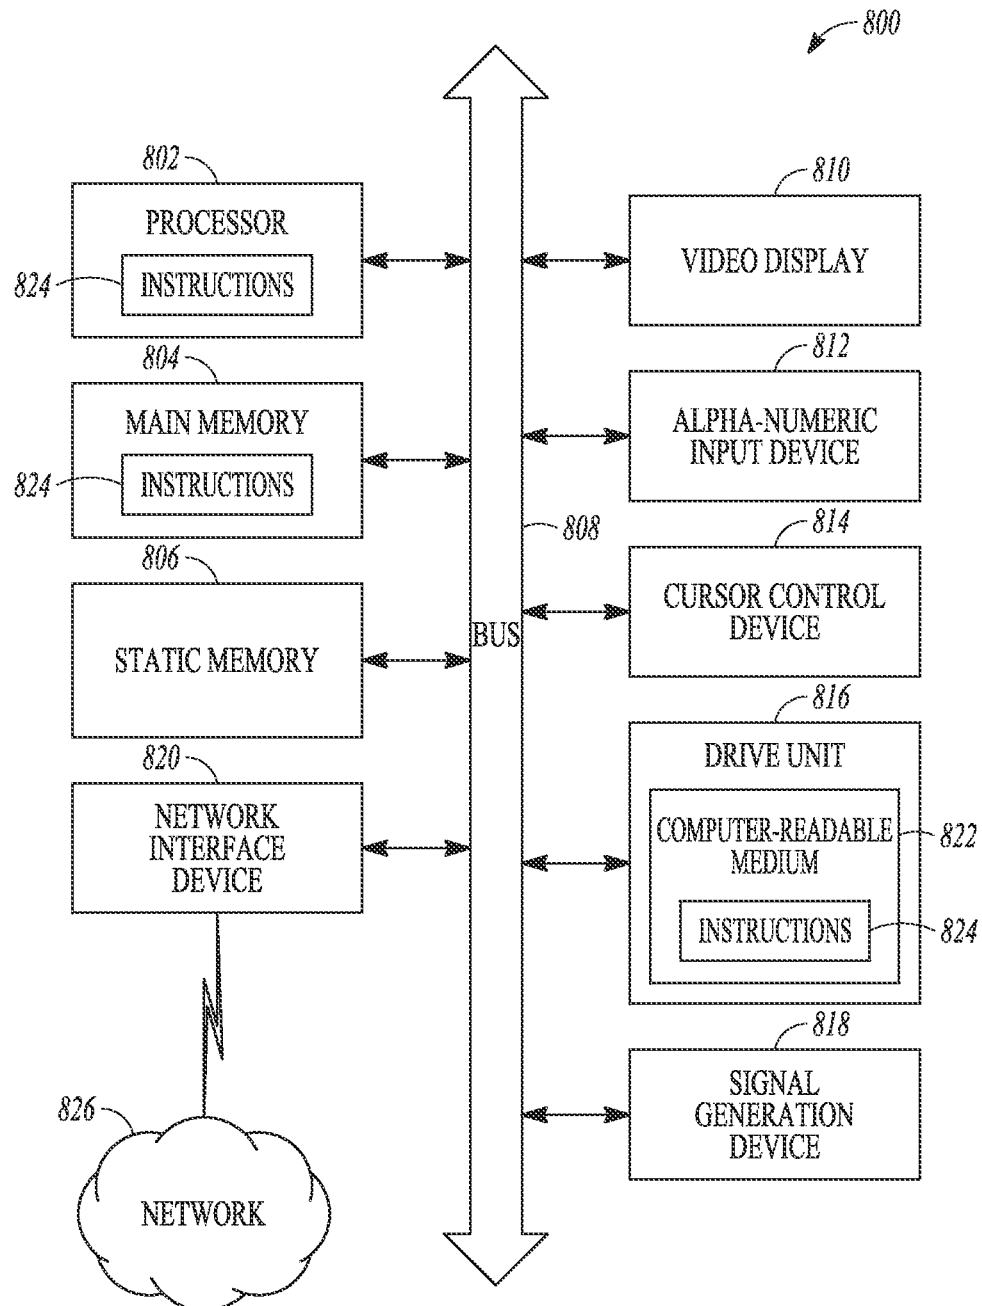 800
802
PROCESSOR
824
INSTRUCTIONS
804
MAIN MEMORY
824
INSTRUCTIONS
806
STATIC MEMORY
820
NETWORK
INTERFACE
DEVICE
826
NETWORK
808
BUS
810
VIDEO DISPLAY
812
ALPHA-NUMERIC
INPUT DEVICE
814
CURSOR CONTROL
DEVICE
816
DRIVE UNIT
COMPUTER-READABLE
MEDIUM
822
INSTRUCTIONS
824
818
SIGNAL
GENERATION
DEVICE